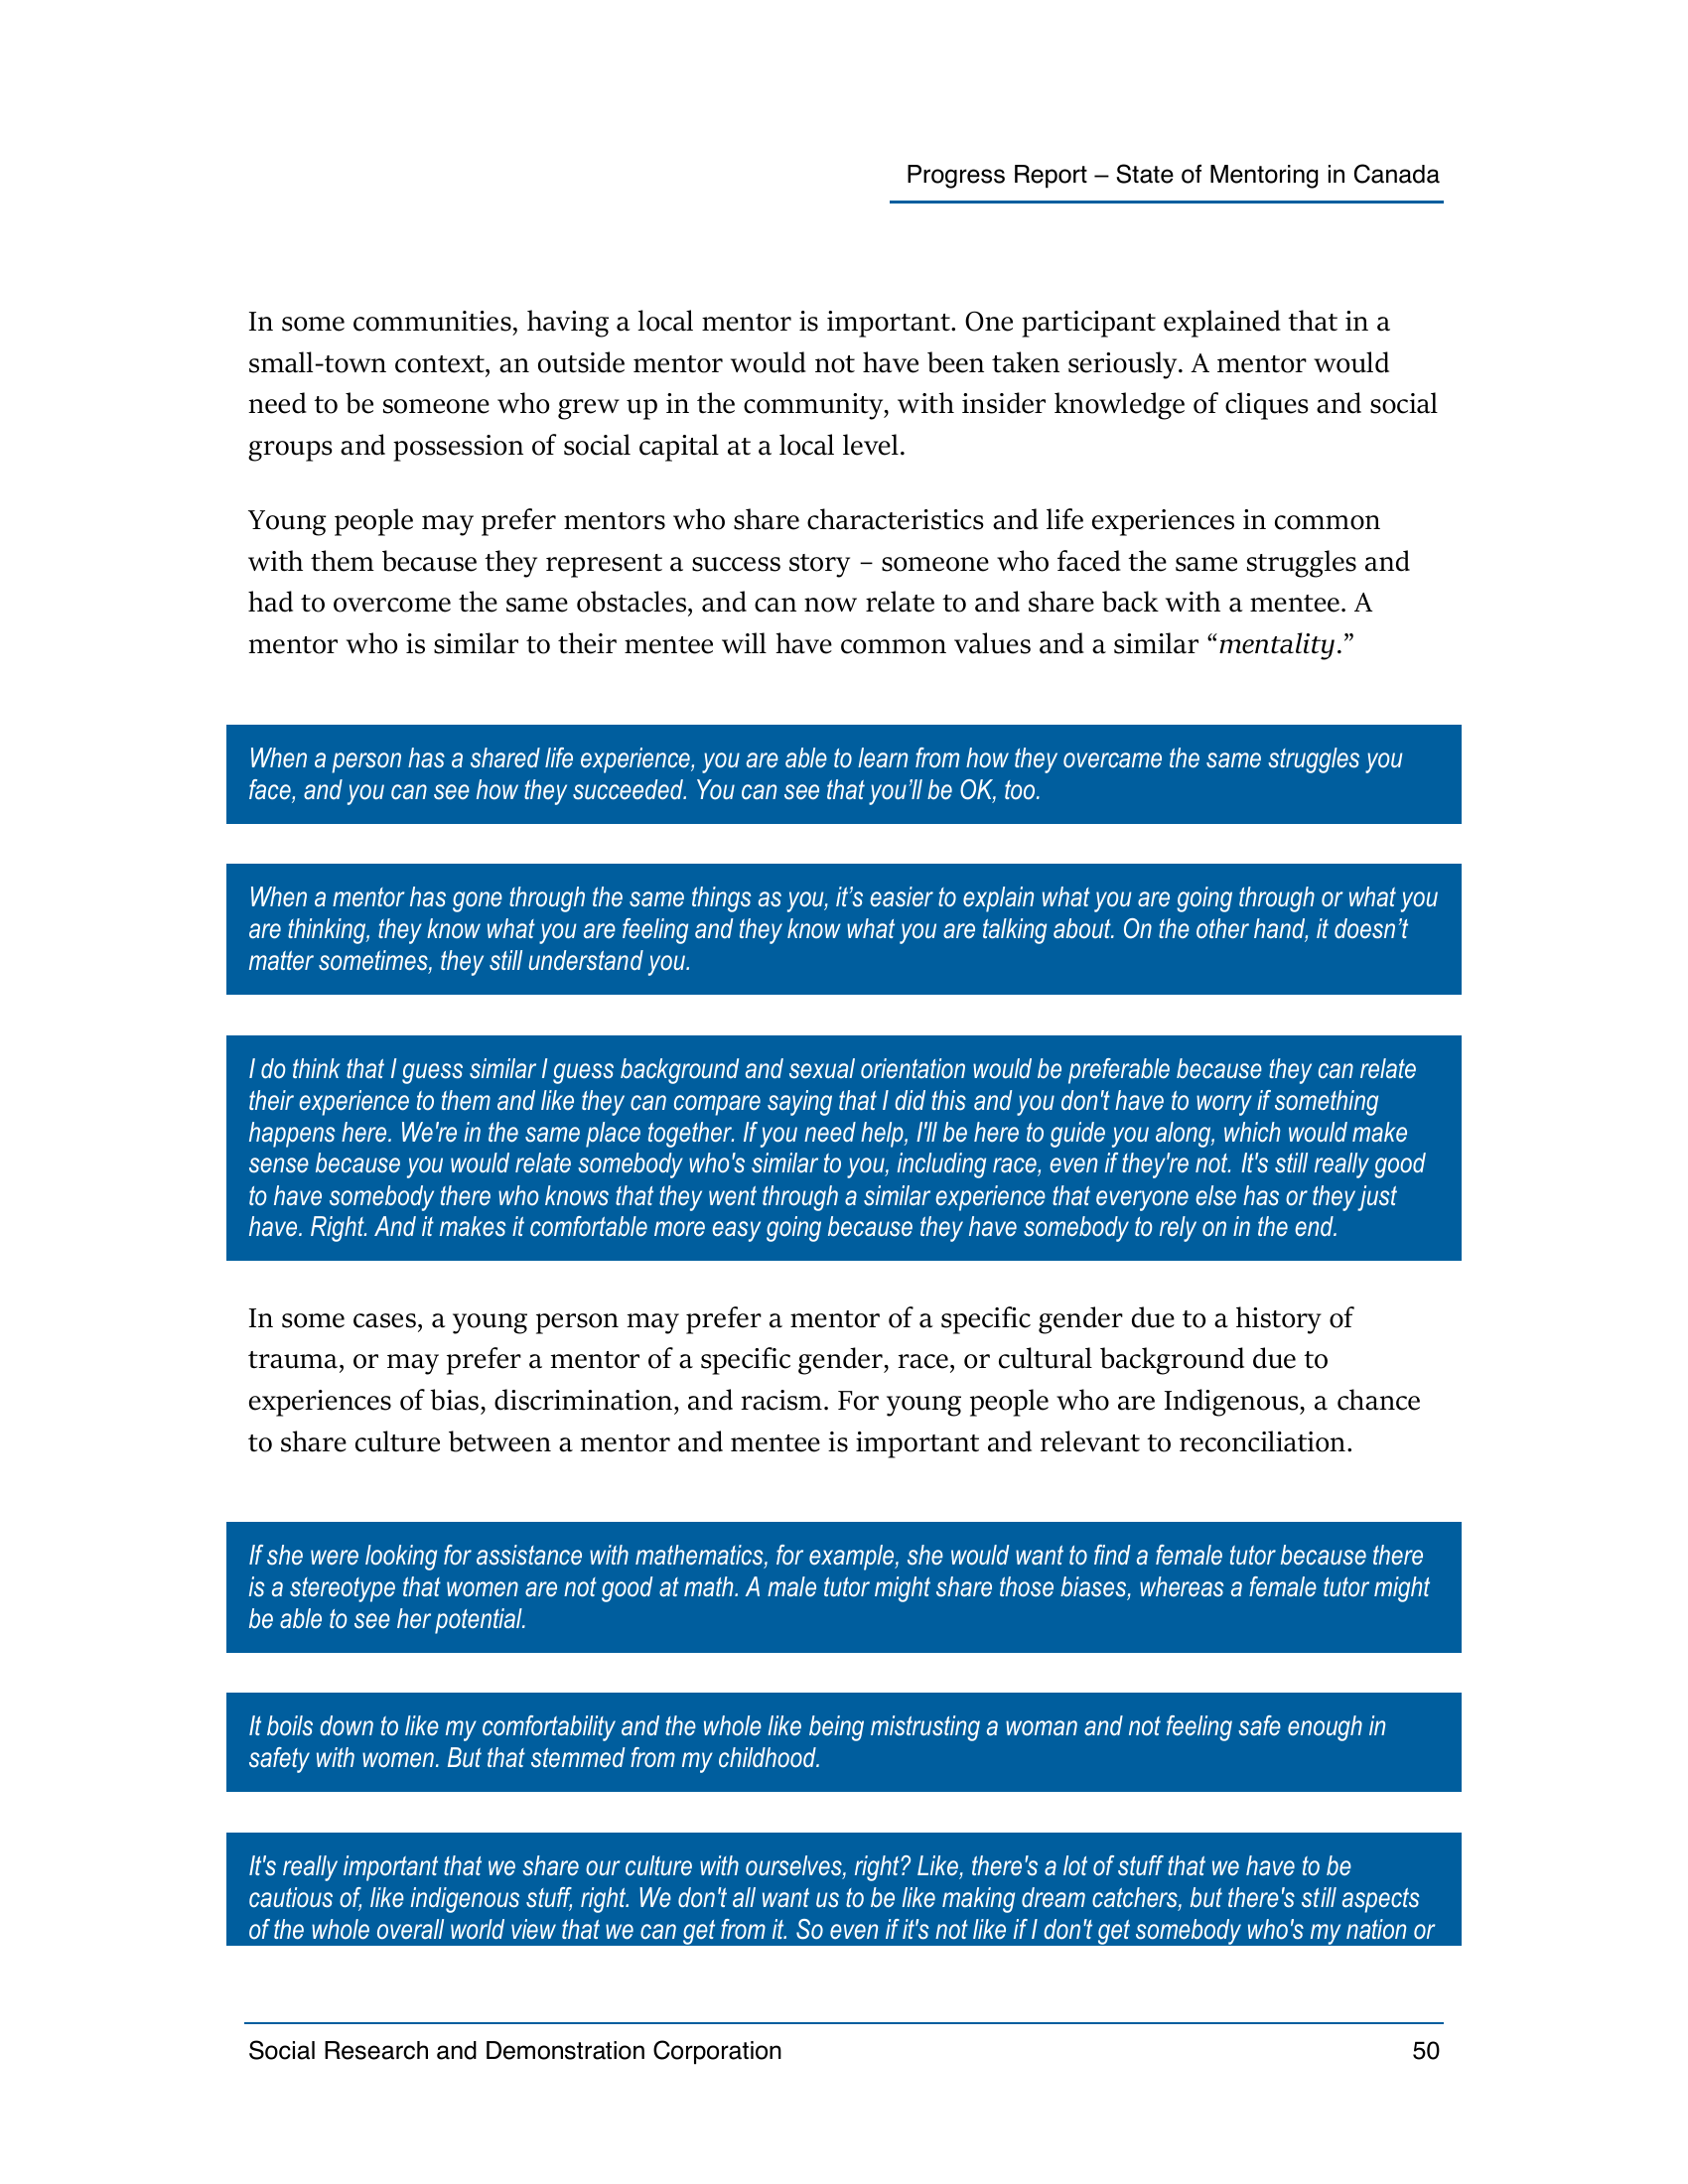 Progress Report – State of Mentoring in Canada
In some communities, having a local mentor is important. One participant explained that in a
small-town context, an outside mentor would not have been taken seriously. A mentor would
need to be someone who grew up in the community, with insider knowledge of cliques and social
groups and possession of social capital at a local level.
Young people may prefer mentors who share characteristics and life experiences in common
with them because they represent a success story – someone who faced the same struggles and
had to overcome the same obstacles, and can now relate to and share back with a mentee. A
mentor who is similar to their mentee will have common values and a similar “mentality.”
When a person has a shared life experience, you are able to learn from how they overcame the same struggles you
face, and you can see how they succeeded. You can see that you’ll be OK, too.
When a mentor has gone through the same things as you, it’s easier to explain what you are going through or what you
are thinking, they know what you are feeling and they know what you are talking about. On the other hand, it doesn’t
matter sometimes, they still understand you.
I do think that I guess similar I guess background and sexual orientation would be preferable because they can relate
their experience to them and like they can compare saying that I did this and you don't have to worry if something
happens here. We're in the same place together. If you need help, I'll be here to guide you along, which would make
sense because you would relate somebody who's similar to you, including race, even if they're not. It's still really good
to have somebody there who knows that they went through a similar experience that everyone else has or they just
have. Right. And it makes it comfortable more easy going because they have somebody to rely on in the end.
In some cases, a young person may prefer a mentor of a specific gender due to a history of
trauma, or may prefer a mentor of a specific gender, race, or cultural background due to
experiences of bias, discrimination, and racism. For young people who are Indigenous, a chance
to share culture between a mentor and mentee is important and relevant to reconciliation.
If she were looking for assistance with mathematics, for example, she would want to find a female tutor because there
is a stereotype that women are not good at math. A male tutor might share those biases, whereas a female tutor might
be able to see her potential.
It boils down to like my comfortability and the whole like being mistrusting a woman and not feeling safe enough in
safety with women. But that stemmed from my childhood.
It's really important that we share our culture with ourselves, right? Like, there's a lot of stuff that we have to be
cautious of, like indigenous stuff, right. We don't all want us to be like making dream catchers, but there's still aspects
of the whole overall world view that we can get from it. So even if it's not like if I don't get somebody who's my nation or
Social Research and Demonstration Corporation 50